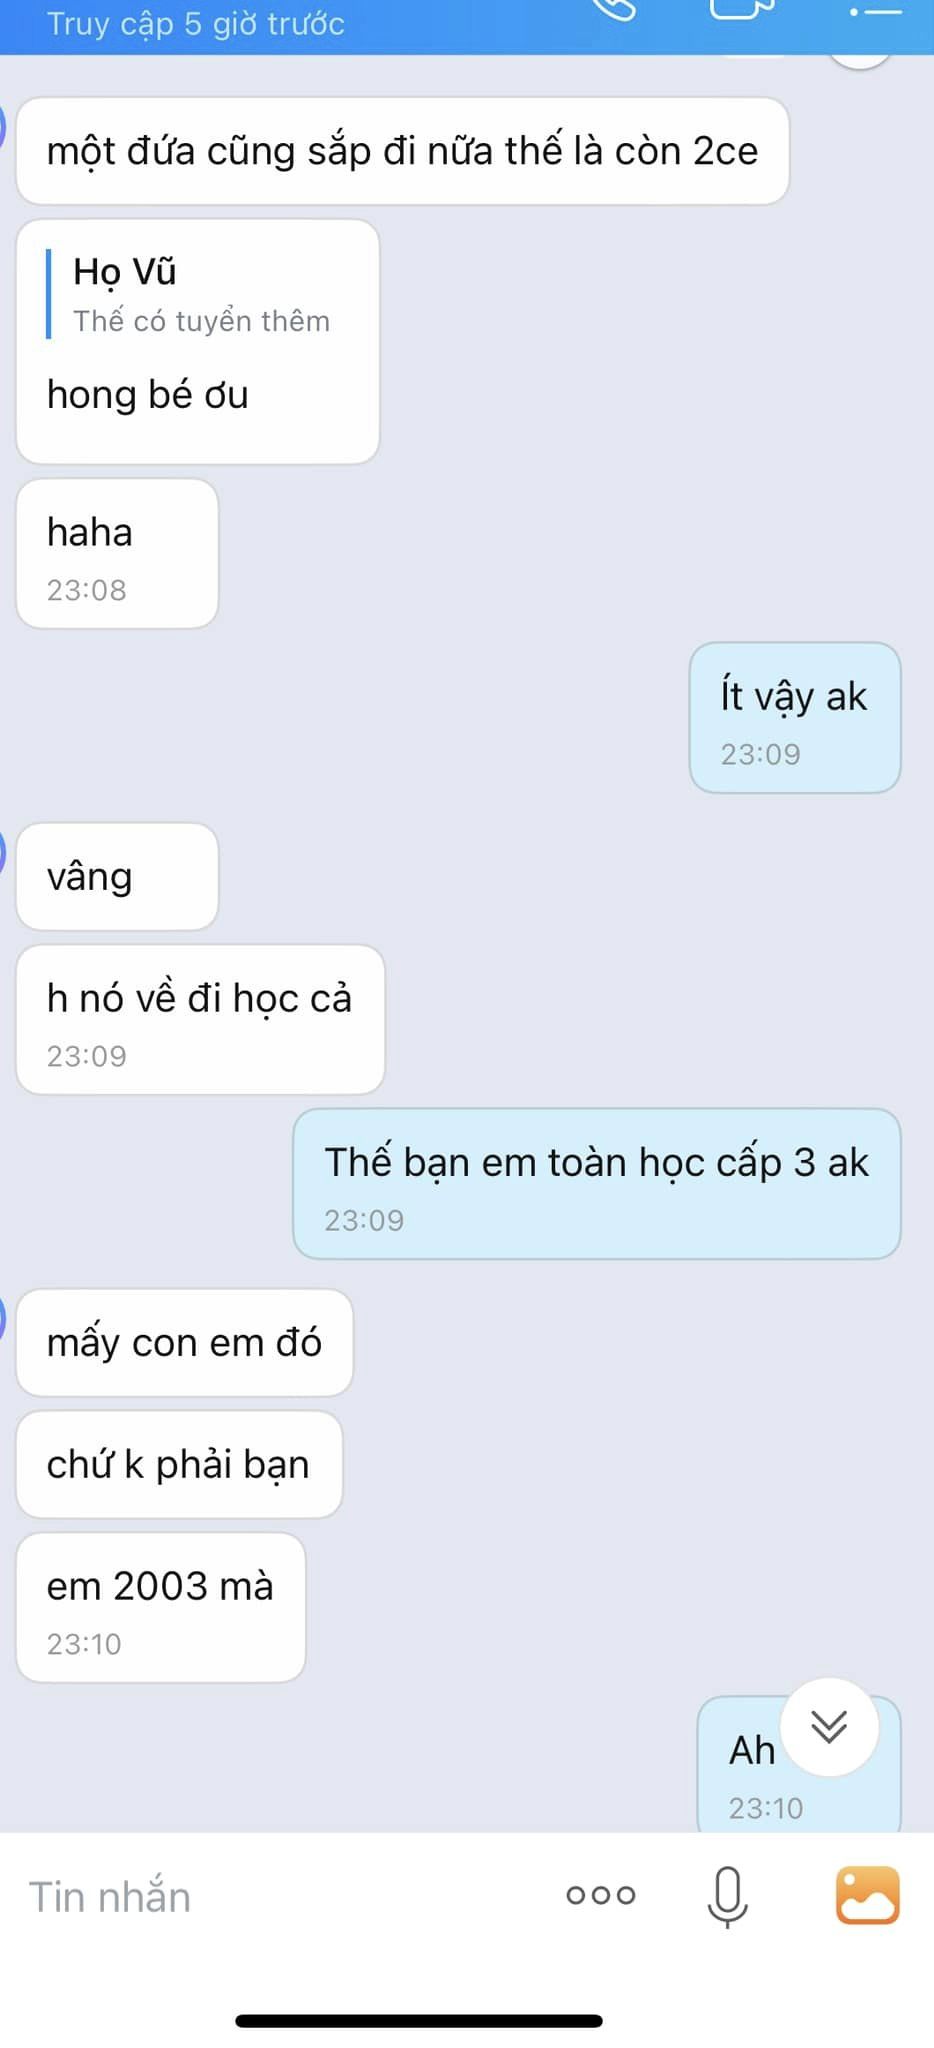 Truy cập 5 giờ trước
một đứa cũng sắp đi nữa thế là còn 2ce
Họ Vũ
Thế có tuyển thêm
hong bé ơu
haha
23:08
Ít vậy ak
23:09
vâng
h nó về đi học cả
23:09
Thế bạn em toàn học cấp 3 ak
23:09
mấy con em đó
chứ k phải bạn
em 2003 mà
23:10
Ah
23:10
Tin nhắn